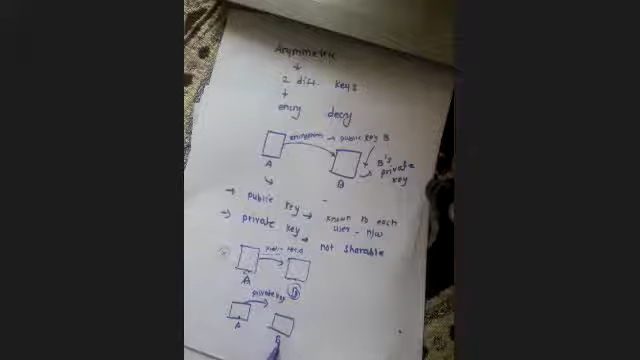 Asymmetric
2 diff. keys
encry decry
encryption → public key B
A
B
B's private key
→ public key → known to each user - n/w
→ private key → not sharable
A
B
private key
A
B